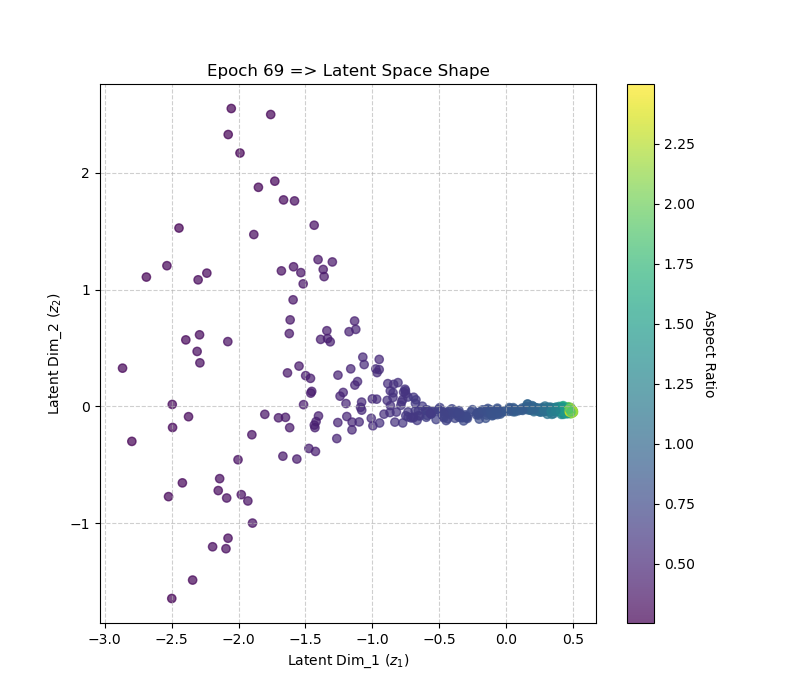 Epoch 69 => Latent Space Shape
2
1
0
−1
Latent Dim_2 (z₂)
−3.0 −2.5 −2.0 −1.5 −1.0 −0.5 0.0 0.5
Latent Dim_1 (z₁)
2.25
2.00
1.75
1.50
1.25
1.00
0.75
0.50
Aspect Ratio